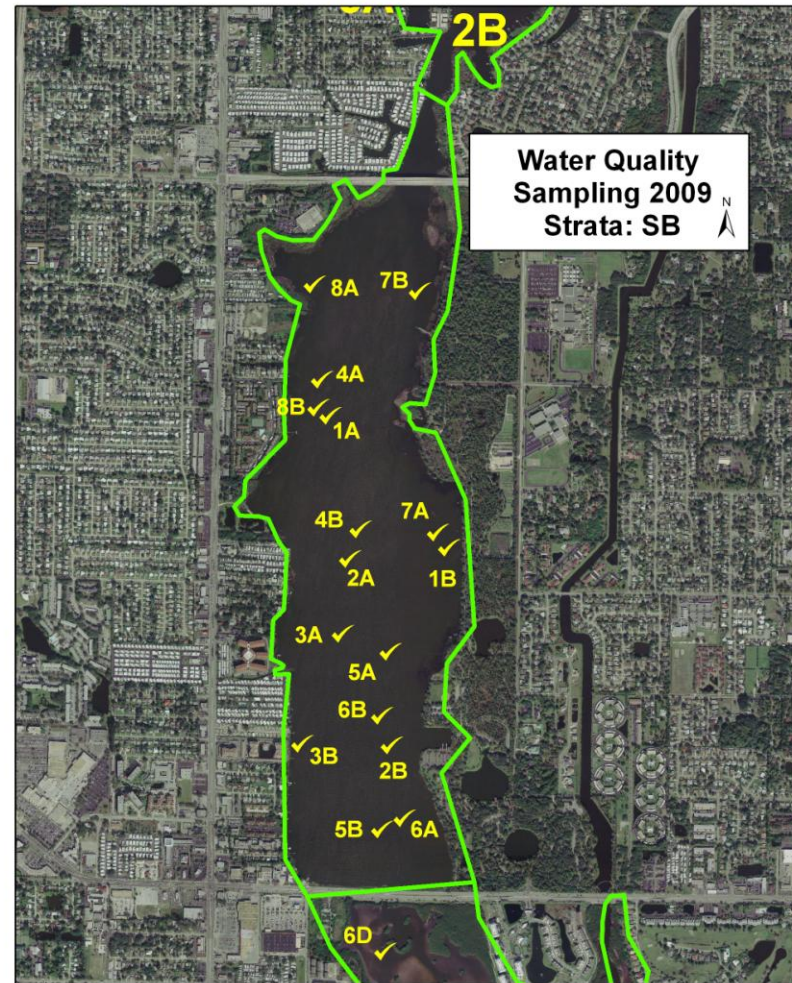 2B
Water Quality
Sampling 2009
Strata: SB
N
8A
7B
4A
8B
1A
4B
7A
2A
1B
3A
5A
6B
3B
2B
5B
6A
6D